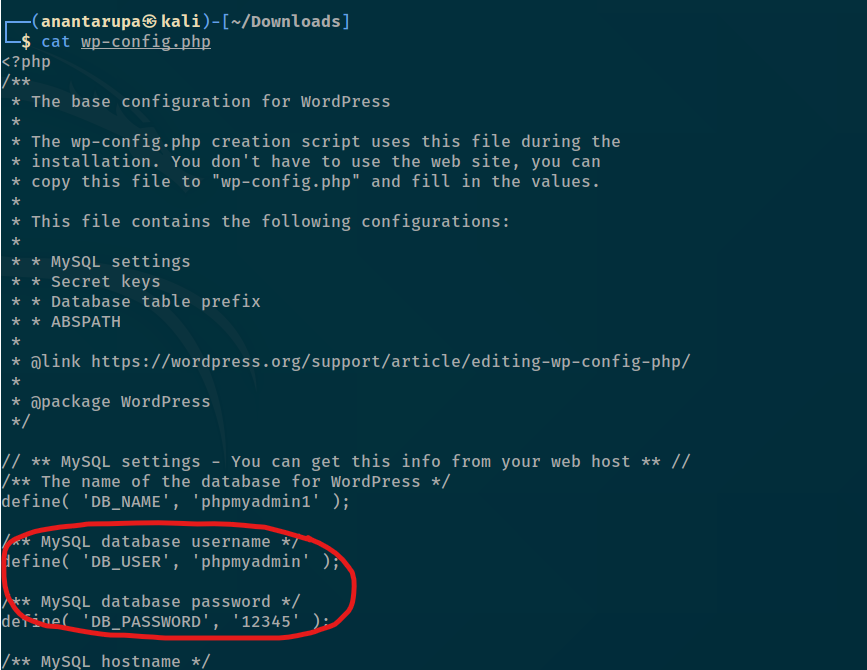 (anantarupa㉿kali)-[~/Downloads]
$ cat wp-config.php
<?php
/**
 * The base configuration for WordPress
 *
 * The wp-config.php creation script uses this file during the
 * installation. You don't have to use the web site, you can
 * copy this file to "wp-config.php" and fill in the values.
 *
 * This file contains the following configurations:
 *
 * * MySQL settings
 * * Secret keys
 * * Database table prefix
 * * ABSPATH
 *
 * @link https://wordpress.org/support/article/editing-wp-config-php/
 *
 * @package WordPress
 */

// ** MySQL settings - You can get this info from your web host ** //
/** The name of the database for WordPress */
define( 'DB_NAME', 'phpmyadmin1' );

/** MySQL database username */
define( 'DB_USER', 'phpmyadmin' );

/** MySQL database password */
define( 'DB_PASSWORD', '12345' );

/** MySQL hostname */